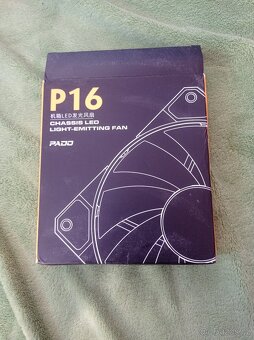 P16
机箱LED发光风扇
CHASSIS LED
LIGHT-EMITTING FAN
PADO